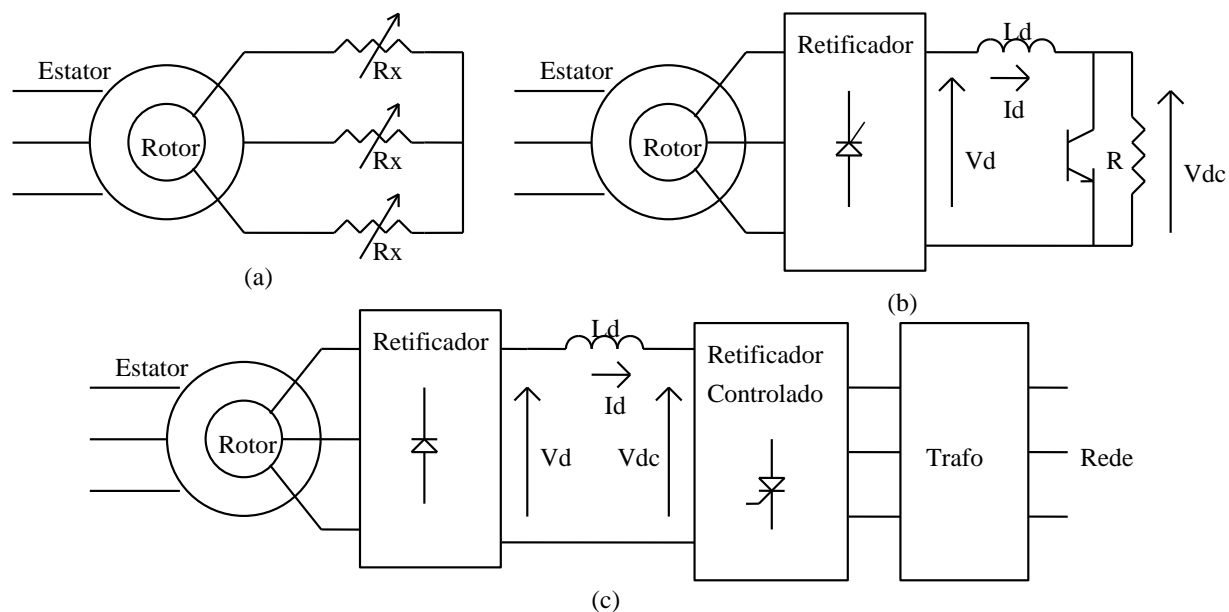 Estator
Rotor
Rx
Rx
Rx
(a)
Estator
Rotor
Retificador
Ld
Id
Vd
R
Vdc
(b)
Estator
Rotor
Retificador
Ld
Id
Vd
Vdc
Retificador
Controlado
Trafo
Rede
(c)